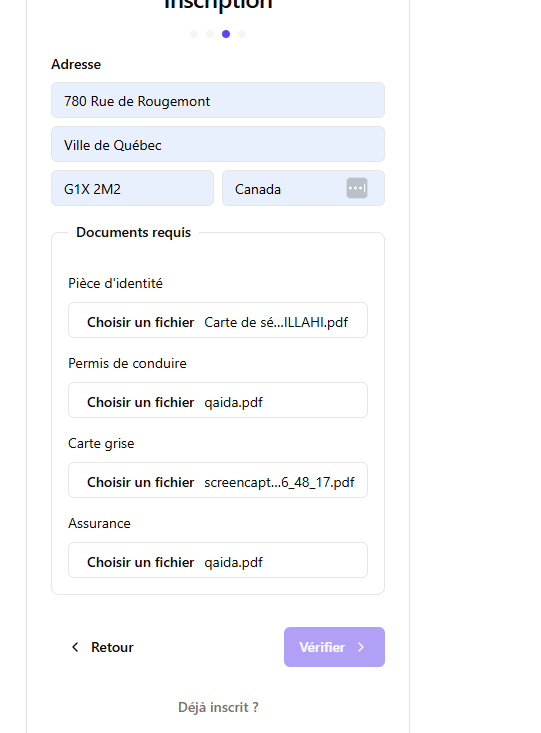 Inscription
Adresse
780 Rue de Rougemont
Ville de Québec
G1X 2M2
Canada
Documents requis
Pièce d'identité
Choisir un fichier Carte de sé...ILLAHI.pdf
Permis de conduire
Choisir un fichier qaida.pdf
Carte grise
Choisir un fichier screencapt...6_48_17.pdf
Assurance
Choisir un fichier qaida.pdf
Retour
Vérifier
Déjà inscrit ?